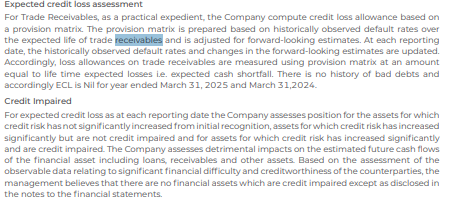 Expected credit loss assessment
For Trade Receivables, as a practical expedient, the Company compute credit loss allowance based on
a provision matrix. The provision matrix is prepared based on historically observed default rates over
the expected life of trade receivables and is adjusted for forward-looking estimates. At each reporting
date, the historically observed default rates and changes in the forward-looking estimates are updated.
Accordingly, loss allowances on trade receivables are measured using provision matrix at an amount
equal to life time expected losses i.e. expected cash shortfall. There is no history of bad debts and
accordingly ECL is Nil for year ended March 31, 2025 and March 31,2024.
Credit Impaired
For expected credit loss as at each reporting date the Company assesses position for the assets for which
credit risk has not significantly increased from initial recognition, assets for which credit risk has increased
significantly but are not credit impaired and for assets for which credit risk has increased significantly
and are credit impaired. The Company assesses detrimental impacts on the estimated future cash flows
of the financial asset including loans, receivables and other assets. Based on the assessment of the
observable data relating to significant financial difficulty and creditworthiness of the counterparties, the
management believes that there are no financial assets which are credit impaired except as disclosed in
the notes to the financial statements.